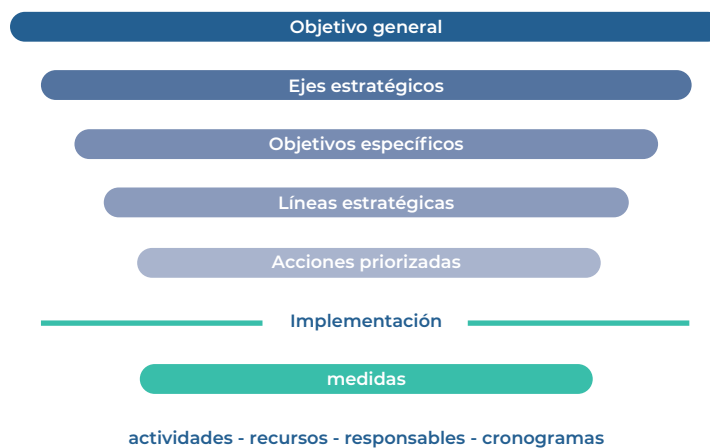 Objetivo general
Ejes estratégicos
Objetivos específicos
Líneas estratégicas
Acciones priorizadas
Implementación
medidas
actividades - recursos - responsables - cronogramas